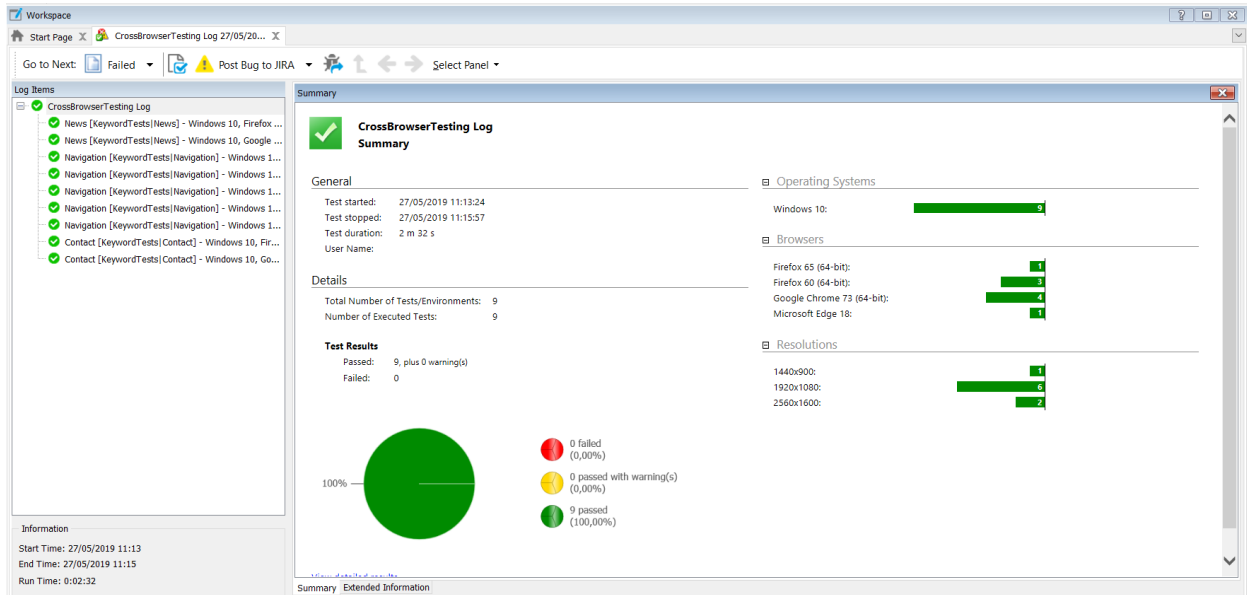 Workspace
Start Page X CrossBrowserTesting Log 27/05/20... X
Go to Next: Failed Post Bug to JIRA Select Panel
Log Items
CrossBrowserTesting Log
News [KeywordTests|News] - Windows 10, Firefox ...
News [KeywordTests|News] - Windows 10, Google ...
Navigation [KeywordTests|Navigation] - Windows 1...
Navigation [KeywordTests|Navigation] - Windows 1...
Navigation [KeywordTests|Navigation] - Windows 1...
Navigation [KeywordTests|Navigation] - Windows 1...
Navigation [KeywordTests|Navigation] - Windows 1...
Contact [KeywordTests|Contact] - Windows 10, Fir...
Contact [KeywordTests|Contact] - Windows 10, Go...
Information
Start Time: 27/05/2019 11:13
End Time: 27/05/2019 11:15
Run Time: 0:02:32
Summary
CrossBrowserTesting Log
Summary
General
Test started: 27/05/2019 11:13:24
Test stopped: 27/05/2019 11:15:57
Test duration: 2 m 32 s
User Name:
Details
Total Number of Tests/Environments: 9
Number of Executed Tests: 9
Test Results
Passed: 9, plus 0 warning(s)
Failed: 0
100%
0 failed
(0,00%)
0 passed with warning(s)
(0,00%)
9 passed
(100,00%)
View detailed results
Operating Systems
Windows 10: 9
Browsers
Firefox 65 (64-bit): 1
Firefox 60 (64-bit): 3
Google Chrome 73 (64-bit): 4
Microsoft Edge 18: 1
Resolutions
1440x900: 1
1920x1080: 6
2560x1600: 2
Summary Extended Information